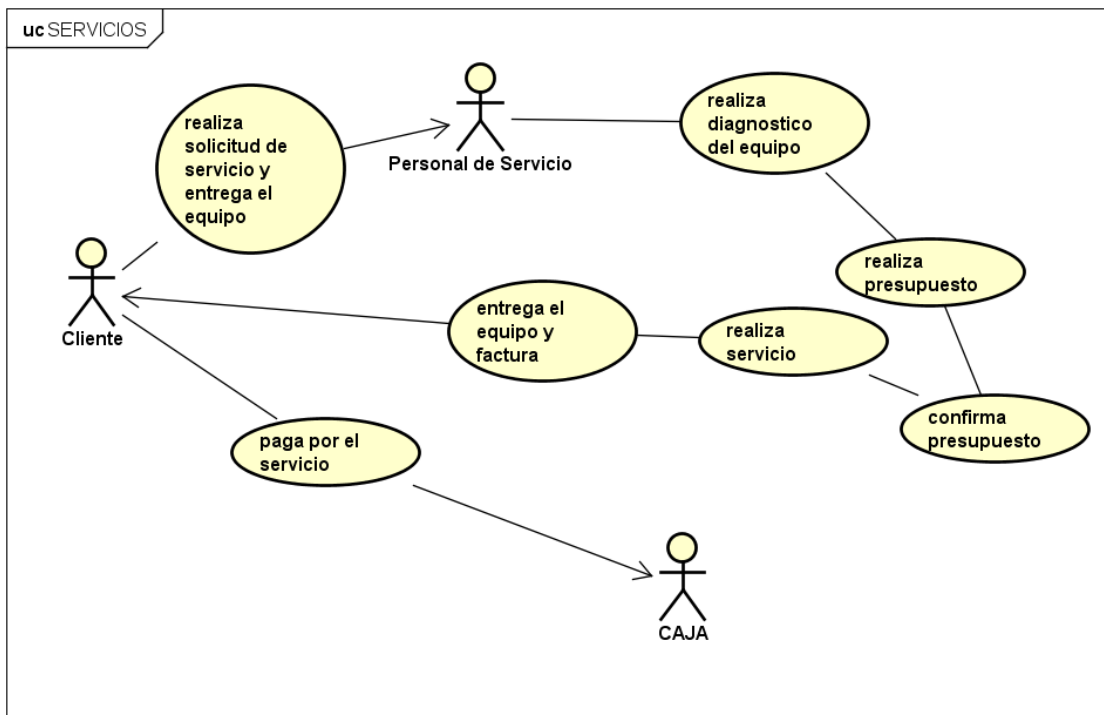 uc SERVICIOS
realiza
solicitud de
servicio y
entrega el
equipo
Personal de Servicio
realiza
diagnostico
del equipo
Cliente
entrega el
equipo y
factura
realiza
servicio
realiza
presupuesto
confirma
presupuesto
paga por el
servicio
CAJA